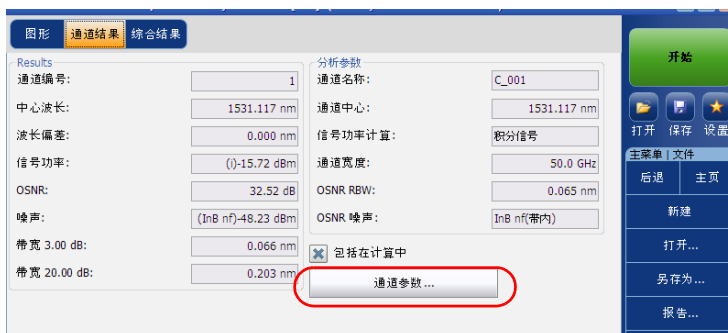 图形 通道结果 综合结果
Results
通道编号: 1
中心波长: 1531.117 nm
波长偏差: 0.000 nm
信号功率: (i)-15.72 dBm
OSNR: 32.52 dB
噪声: (InB nf)-48.23 dBm
带宽 3.00 dB: 0.066 nm
带宽 20.00 dB: 0.203 nm
分析参数
通道名称: C_001
通道中心: 1531.117 nm
信号功率计算: 积分信号
通道宽度: 50.0 GHz
OSNR RBW: 0.065 nm
OSNR 噪声: InB nf(带内)
包括在计算中
通道参数...
开始
打开 保存 设置
主菜单 | 文件
后退 主页
新建
打开...
另存为...
报告...